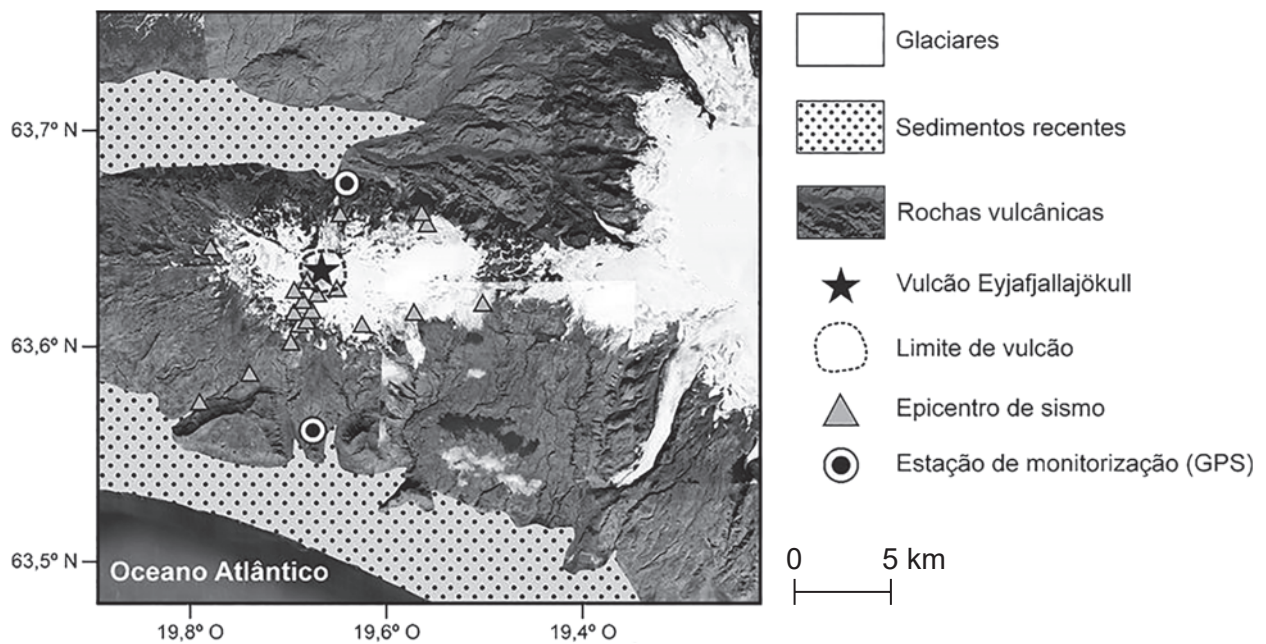 63,7º N
63,6º N
63,5º N
Oceano Atlântico
19,8º O
19,6º O
19,4º O
Glaciares
Sedimentos recentes
Rochas vulcânicas
Vulcão Eyjafjallajökull
Limite de vulcão
Epicentro de sismo
Estação de monitorização (GPS)
0 5 km